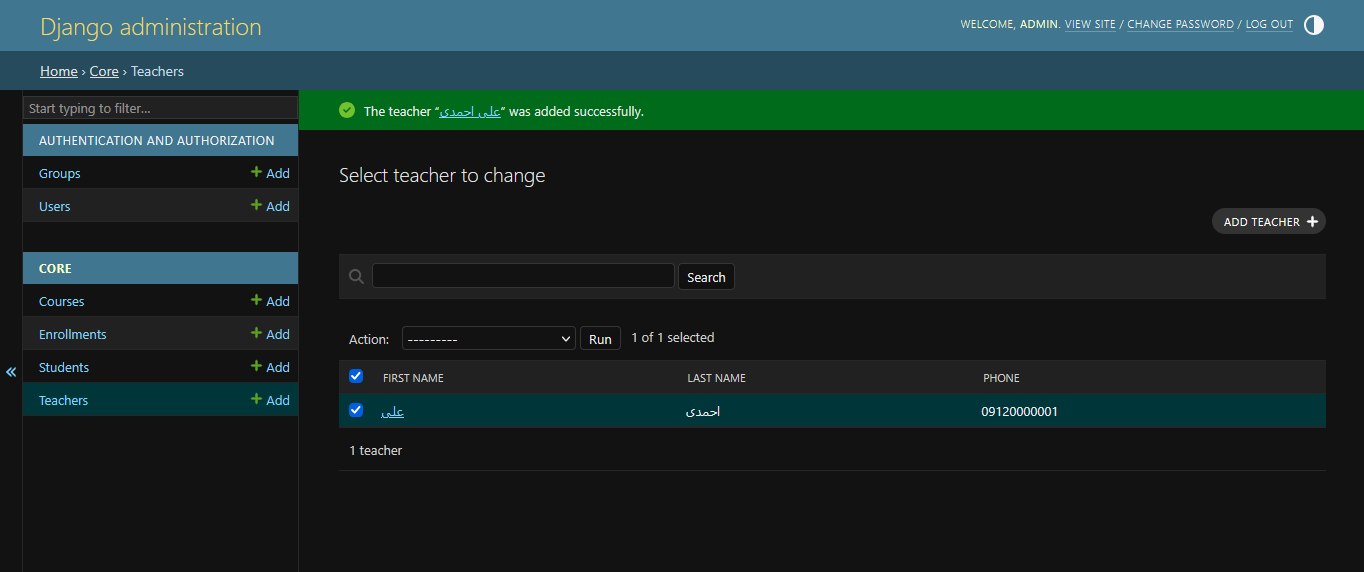 Django administration
WELCOME, ADMIN. VIEW SITE / CHANGE PASSWORD / LOG OUT
Home › Core › Teachers
Start typing to filter...
AUTHENTICATION AND AUTHORIZATION
Groups + Add
Users + Add
CORE
Courses + Add
Enrollments + Add
Students + Add
Teachers + Add
«
The teacher “علی احمدی” was added successfully.
Select teacher to change
ADD TEACHER +
Search
Action: --------- Run 1 of 1 selected
FIRST NAME LAST NAME PHONE
علی احمدی 09120000001
1 teacher